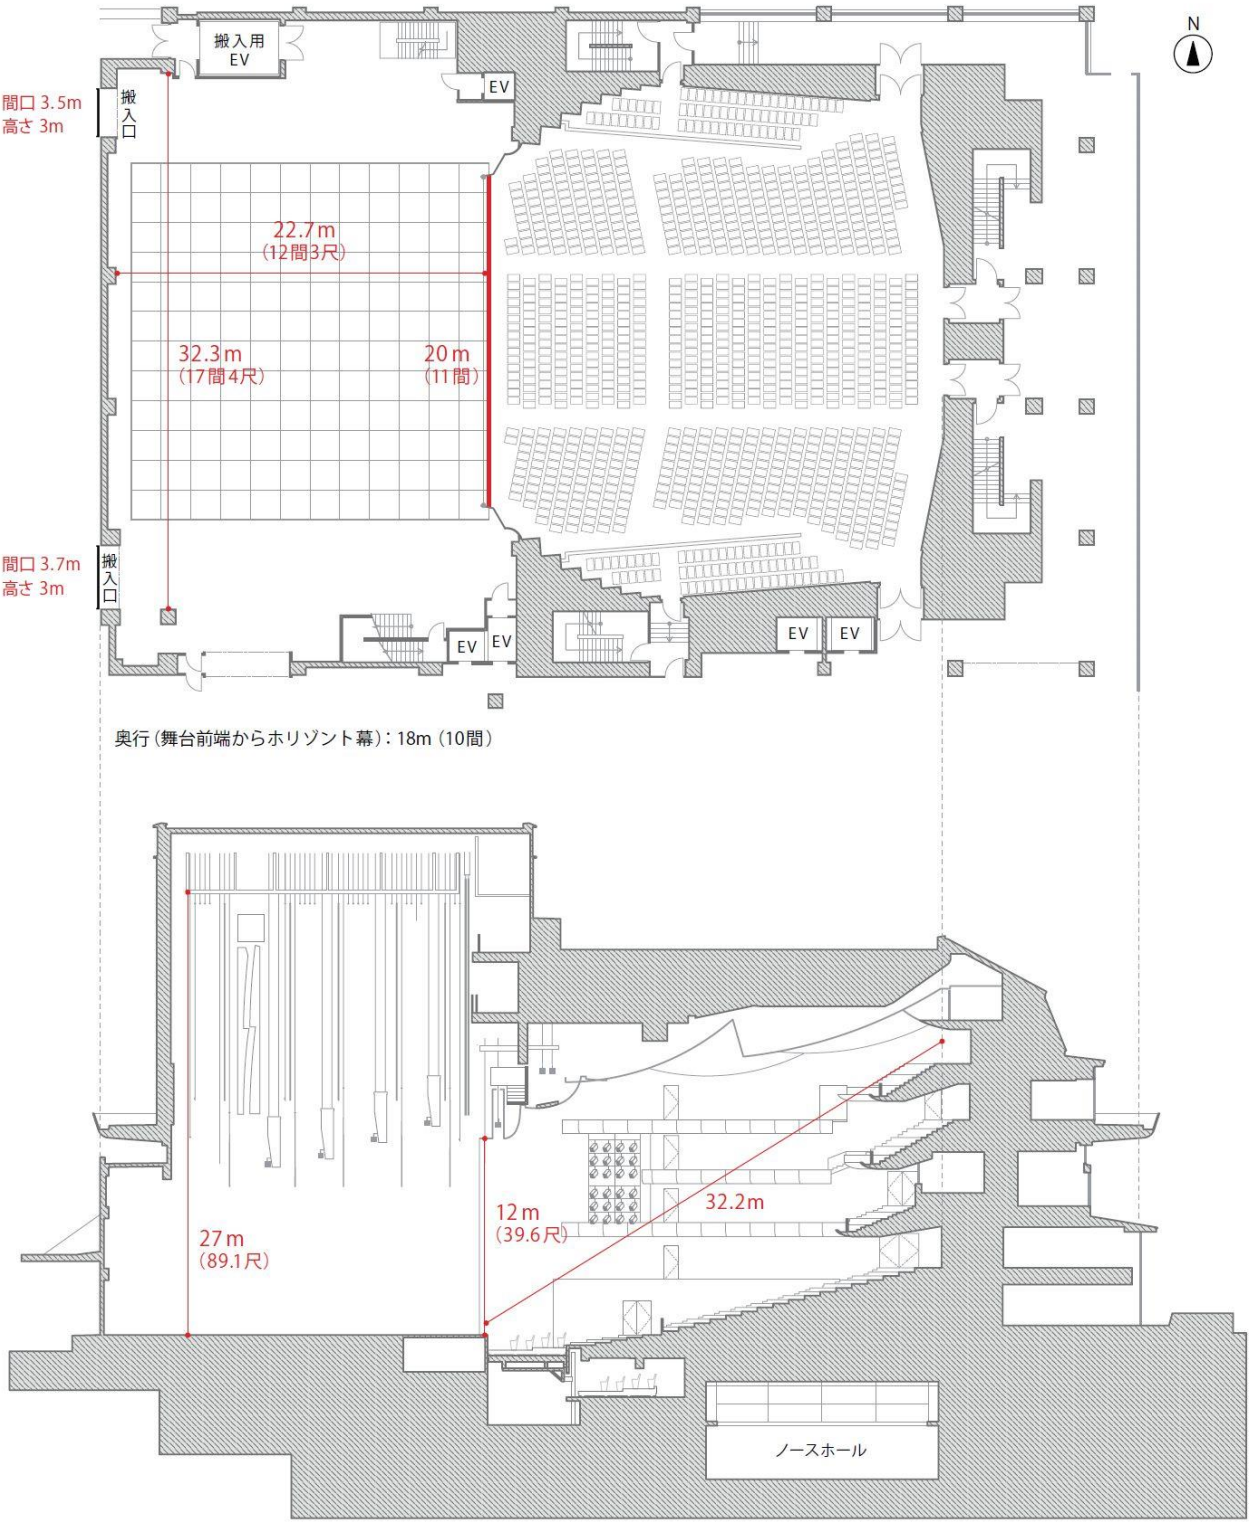 N
搬入用
EV
間口 3.5m
高さ 3m
搬入口
EV
22.7m
(12間3尺)
32.3m
(17間4尺)
20m
(11間)
間口 3.7m
高さ 3m
搬入口
EV
EV
EV
EV
奥行(舞台前端からホリゾント幕):18m(10間)
27m
(89.1尺)
12m
(39.6尺)
32.2m
ノースホール